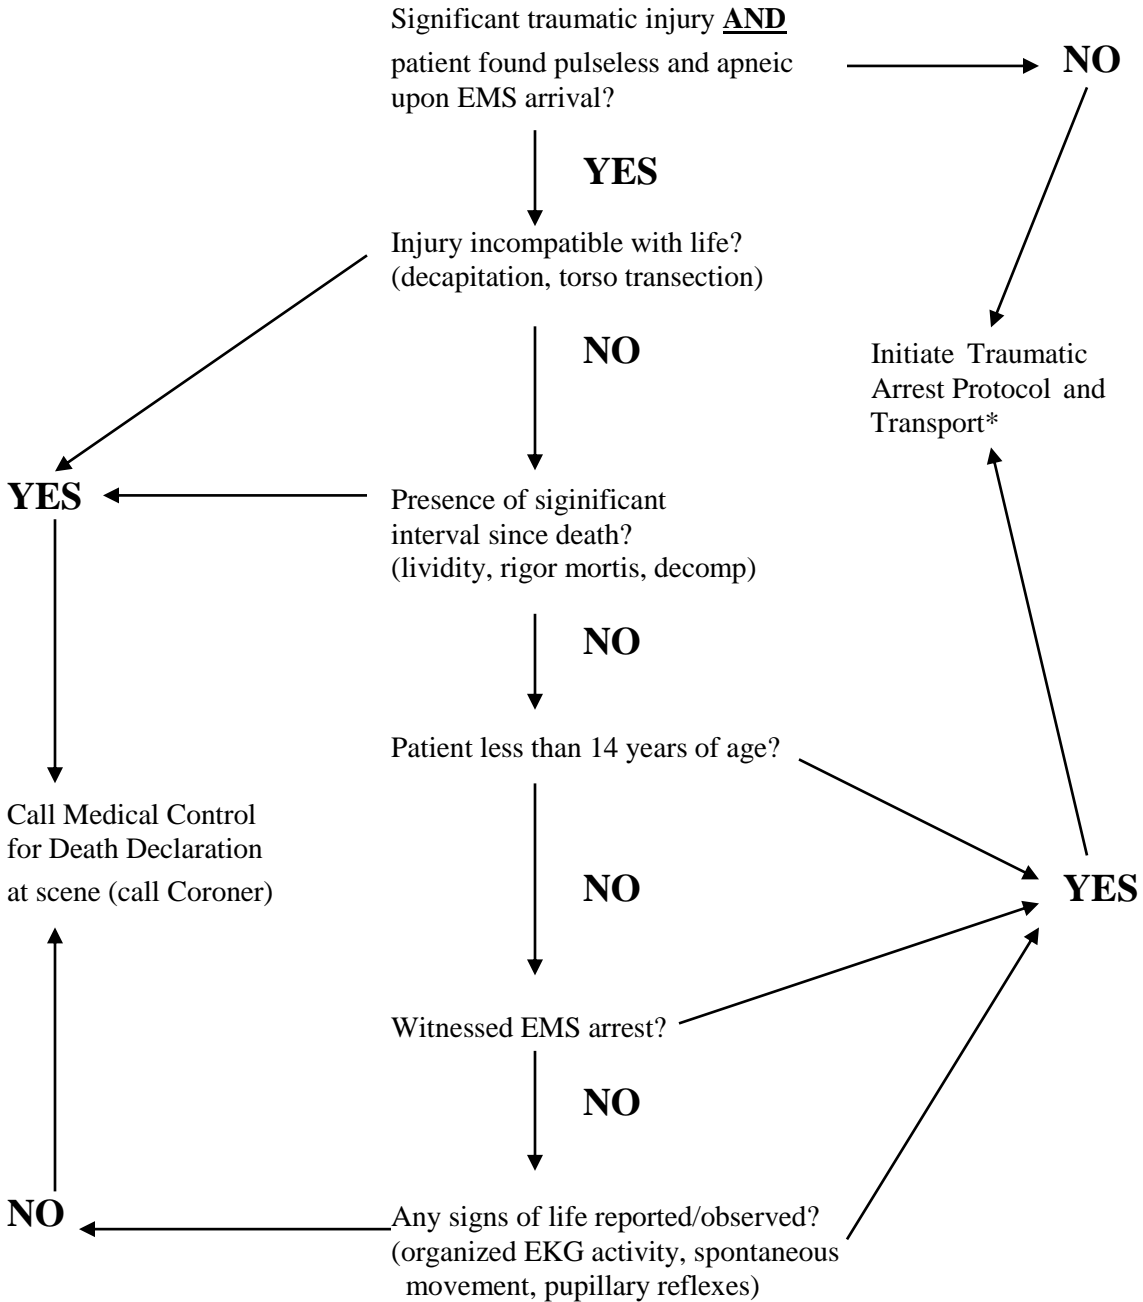 Significant traumatic injury AND
patient found pulseless and apneic
upon EMS arrival?
NO
YES
Injury incompatible with life?
(decapitation, torso transection)
NO
Initiate Traumatic
Arrest Protocol and
Transport*
YES
Presence of siginificant
interval since death?
(lividity, rigor mortis, decomp)
NO
Patient less than 14 years of age?
Call Medical Control
for Death Declaration
at scene (call Coroner)
NO
YES
Witnessed EMS arrest?
NO
NO
Any signs of life reported/observed?
(organized EKG activity, spontaneous
movement, pupillary reflexes)